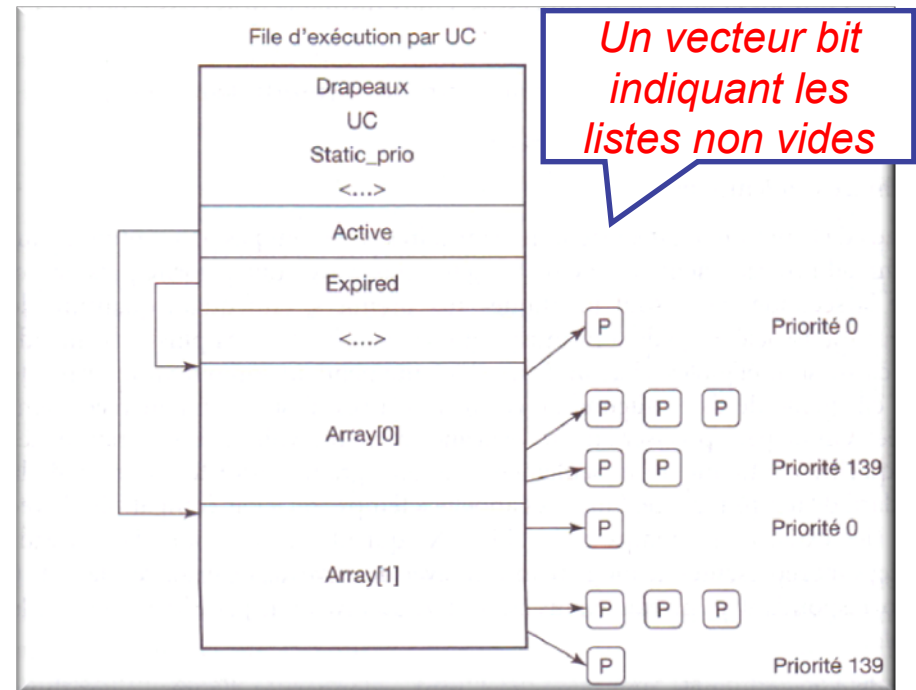 File d'exécution par UC
Un vecteur bit
indiquant les
listes non vides
Drapeaux
UC
Static_prio
<...>
Active
Expired
<...>
P Priorité 0
Array[0]
P P P
P P Priorité 139
P Priorité 0
Array[1]
P P P
P Priorité 139